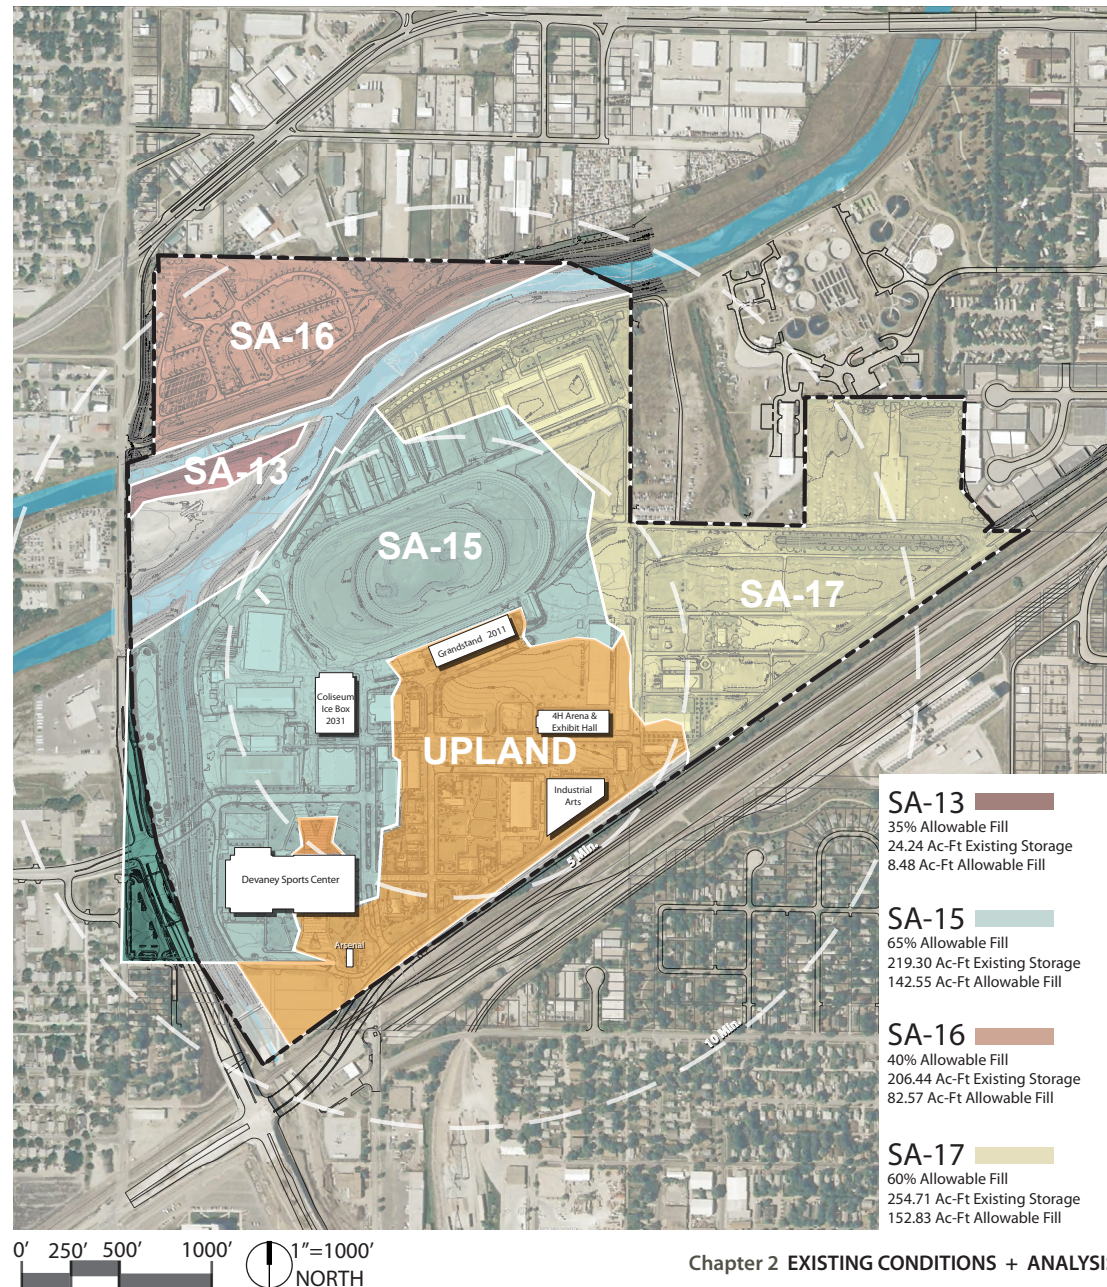 SA-16
SA-13
SA-15
SA-17
Grandstand 2011
Coliseum
Ice Box
2031
4H Arena &
Exhibit Hall
UPLAND
Industrial
Arts
5 Min.
Devaney Sports Center
Arsenal
10 Min.
SA-13
35% Allowable Fill
24.24 Ac-Ft Existing Storage
8.48 Ac-Ft Allowable Fill
SA-15
65% Allowable Fill
219.30 Ac-Ft Existing Storage
142.55 Ac-Ft Allowable Fill
SA-16
40% Allowable Fill
206.44 Ac-Ft Existing Storage
82.57 Ac-Ft Allowable Fill
SA-17
60% Allowable Fill
254.71 Ac-Ft Existing Storage
152.83 Ac-Ft Allowable Fill
0' 250' 500' 1000'
1”=1000’
NORTH
Chapter 2 EXISTING CONDITIONS + ANALYSIS